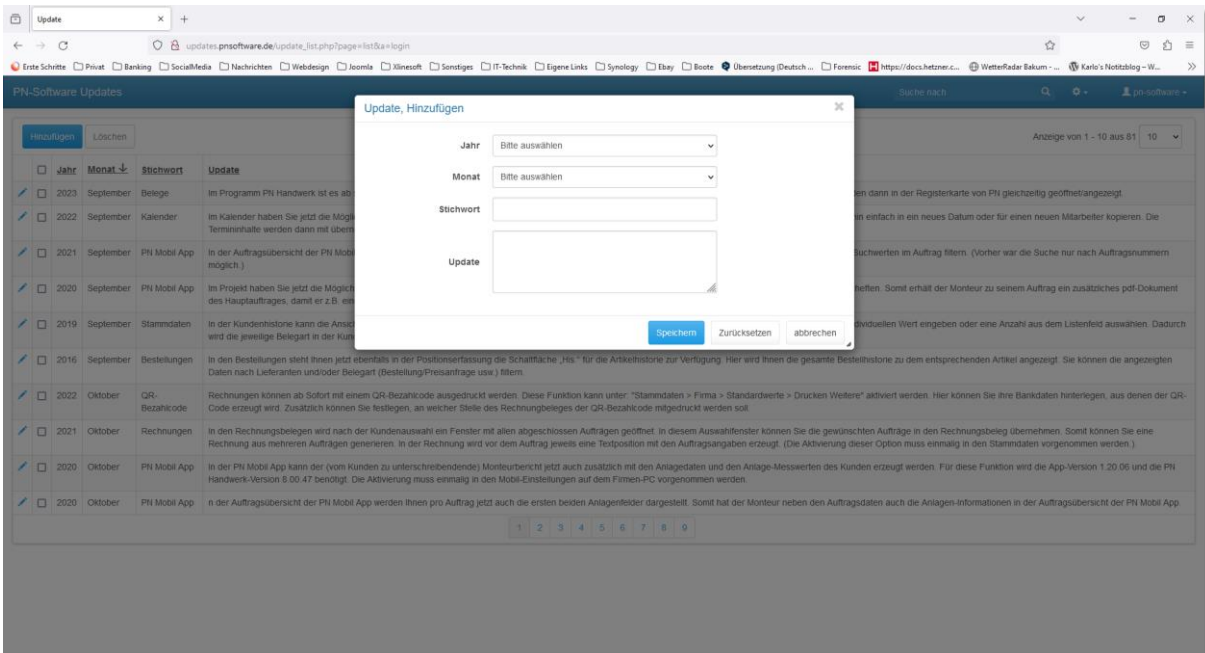 Update
updates.pnsoftware.de/update_list.php?page=list&a=login
Erste Schritte Privat Banking SocialMedia Nachrichten Webdesign Joomla Xlinesoft Sonstiges IT-Technik Eigene Links Synology Ebay Boote Übersetzung (Deutsch ... Forensic https://docs.hetzner.c... WetterRadar Bakum - ... Karlo's Notitzblog – W...
PN-Software Updates Suche nach pn-software
Update, Hinzufügen
Hinzufügen Löschen Anzeige von 1 - 10 aus 81 10
Jahr Bitte auswählen
Monat Bitte auswählen
Stichwort
Update
Speichern Zurücksetzen abbrechen
Jahr Monat Stichwort Update
2023 September Belege Im Programm PN Handwerk ist es ab
en dann in der Registerkarte von PN gleichzeitig geöffnet/angezeigt.
2022 September Kalender Im Kalender haben Sie jetzt die Mögli
in einfach in ein neues Datum oder für einen neuen Mitarbeiter kopieren. Die
Termininhalte werden dann mit übern
2021 September PN Mobil App In der Auftragsübersicht der PN Mobi
Suchwerten im Auftrag filtern. (Vorher war die Suche nur nach Auftragsnummern
möglich.)
2020 September PN Mobil App Im Projekt haben Sie jetzt die Möglich
heften. Somit erhält der Monteur zu seinem Auftrag ein zusätzliches pdf-Dokument
des Hauptauftrages, damit er z.B. ein
2019 September Stammdaten In der Kundenhistorie kann die Ansic
dividuellen Wert eingeben oder eine Anzahl aus dem Listenfeld auswählen. Dadurch
wird die jeweilige Belegart in der Kun
2016 September Bestellungen In den Bestellungen steht Ihnen jetzt ebenfalls in der Positionserfassung die Schaltfläche „His.“ für die Artikelhistorie zur Verfügung. Hier wird Ihnen die gesamte Bestellhistorie zu dem entsprechenden Artikel angezeigt. Sie können die angezeigten
Daten nach Lieferanten und/oder Belegart (Bestellung/Preisanfrage usw.) filtern.
2022 Oktober QR-Bezahlcode Rechnungen können ab Sofort mit einem QR-Bezahlcode ausgedruckt werden. Diese Funktion kann unter: "Stammdaten > Firma > Standardwerte > Drucken Weitere" aktiviert werden. Hier können Sie ihre Bankdaten hinterlegen, aus denen der QR-
Code erzeugt wird. Zusätzlich können Sie festlegen, an welcher Stelle des Rechnungbeleges der QR-Bezahlcode mitgedruckt werden soll.
2021 Oktober Rechnungen In den Rechnungsbelegen wird nach der Kundenauswahl ein Fenster mit allen abgeschlossen Aufträgen geöffnet. In diesem Auswahlfenster können Sie die gewünschten Aufträge in den Rechnungsbeleg übernehmen. Somit können Sie eine
Rechnung aus mehreren Aufträgen generieren. In der Rechnung wird vor dem Auftrag jeweils eine Textposition mit den Auftragsangaben erzeugt. (Die Aktivierung dieser Option muss einmalig in den Stammdaten vorgenommen werden.)
2020 Oktober PN Mobil App In der PN Mobil App kann der (vom Kunden zu unterschreibendende) Monteurbericht jetzt auch zusätzlich mit den Anlagedaten und den Anlage-Messwerten des Kunden erzeugt werden. Für diese Funktion wird die App-Version 1.20.06 und die PN
Handwerk-Version 8.00.47 benötigt. Die Aktivierung muss einmalig in den Mobil-Einstellungen auf dem Firmen-PC vorgenommen werden.
2020 Oktober PN Mobil App n der Auftragsübersicht der PN Mobil App werden Ihnen pro Auftrag jetzt auch die ersten beiden Anlagenfelder dargestellt. Somit hat der Monteur neben den Auftragsdaten auch die Anlagen-Informationen in der Auftragsübersicht der PN Mobil App
1 2 3 4 5 6 7 8 9